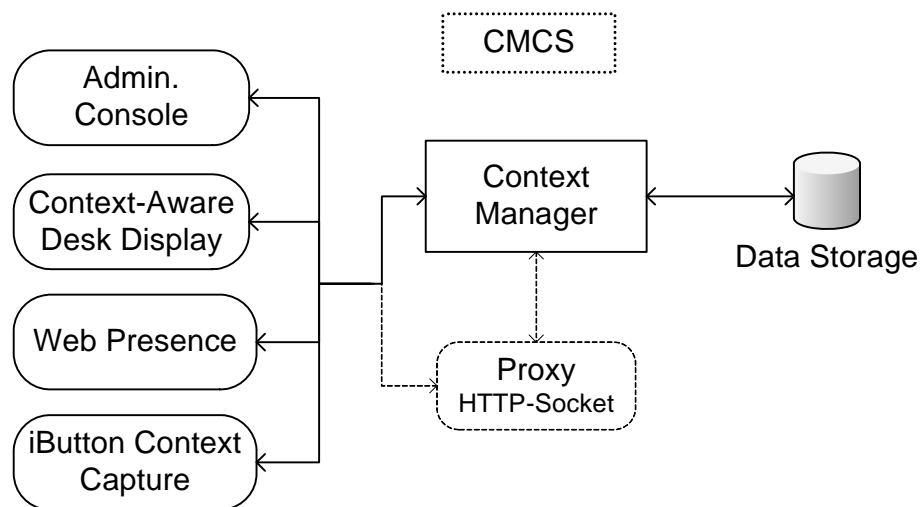 CMCS
Admin.
Console
Context-Aware
Desk Display
Web Presence
iButton Context
Capture
Context
Manager
Proxy
HTTP-Socket
Data Storage